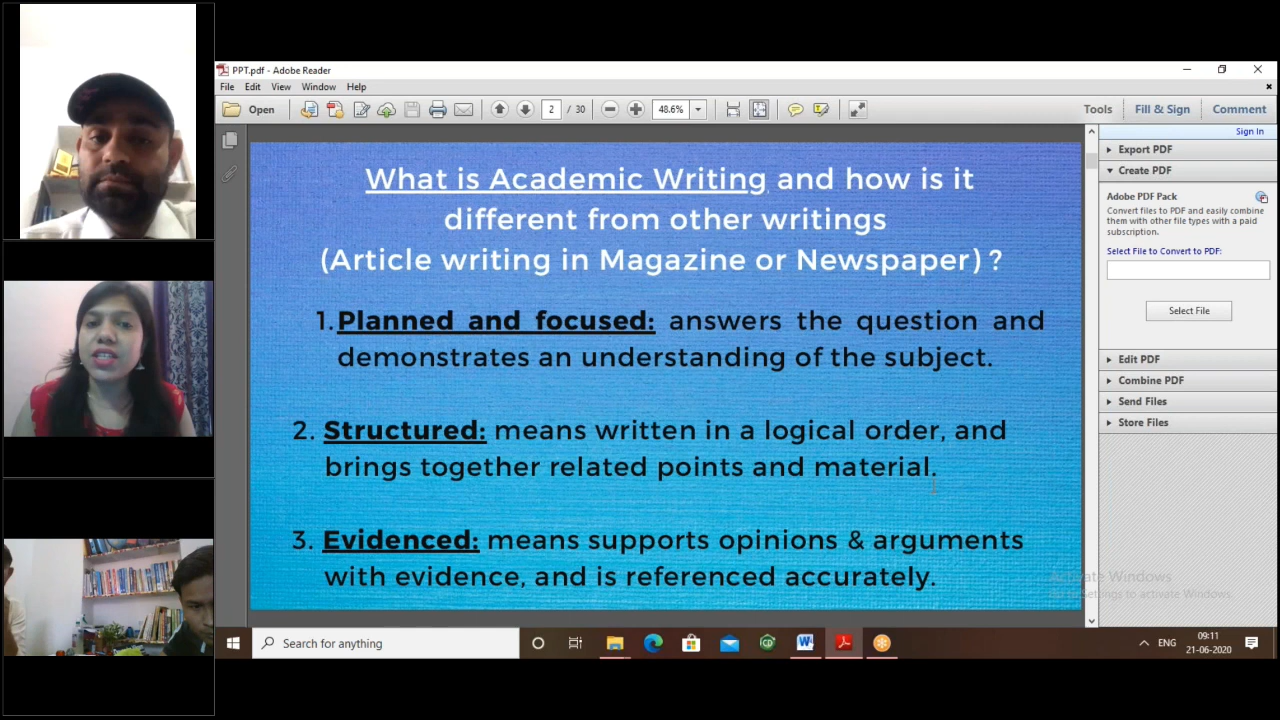 PPT.pdf - Adobe Reader
File Edit View Window Help
Open 2 / 30 48.6% Tools Fill & Sign Comment
Sign In
What is Academic Writing and how is it
different from other writings
(Article writing in Magazine or Newspaper) ?
1. Planned and focused: answers the question and
demonstrates an understanding of the subject.
2. Structured: means written in a logical order, and
brings together related points and material.
3. Evidenced: means supports opinions & arguments
with evidence, and is referenced accurately.
Export PDF
Create PDF
Adobe PDF Pack
Convert files to PDF and easily combine
them with other file types with a paid
subscription.
Select File to Convert to PDF:
Select File
Edit PDF
Combine PDF
Send Files
Store Files
Activate Windows
Settings to activate Windows.
Search for anything
ENG
09:11
21-06-2020